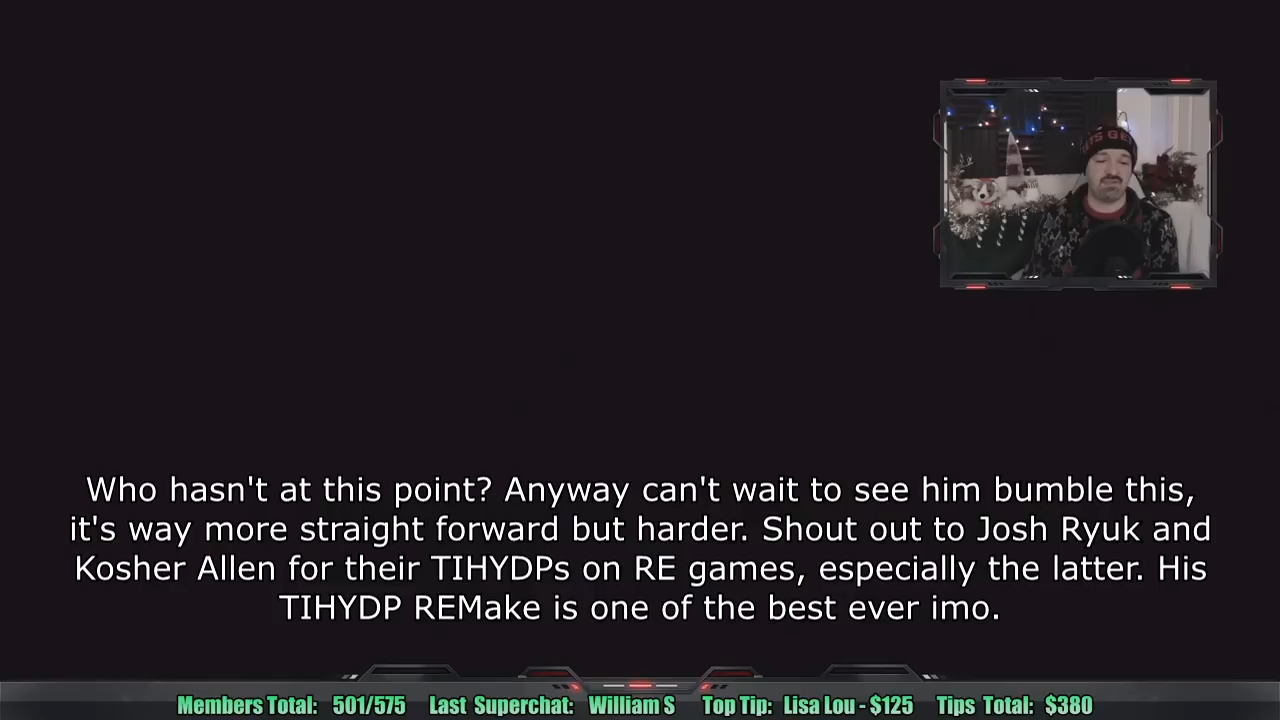 TS GE
Who hasn't at this point? Anyway can't wait to see him bumble this,
it's way more straight forward but harder. Shout out to Josh Ryuk and
Kosher Allen for their TIHYDPs on RE games, especially the latter. His
TIHYDP REMake is one of the best ever imo.
Members Total: 501/575 Last Superchat: William S Top Tip: Lisa Lou - $125 Tips Total: $380